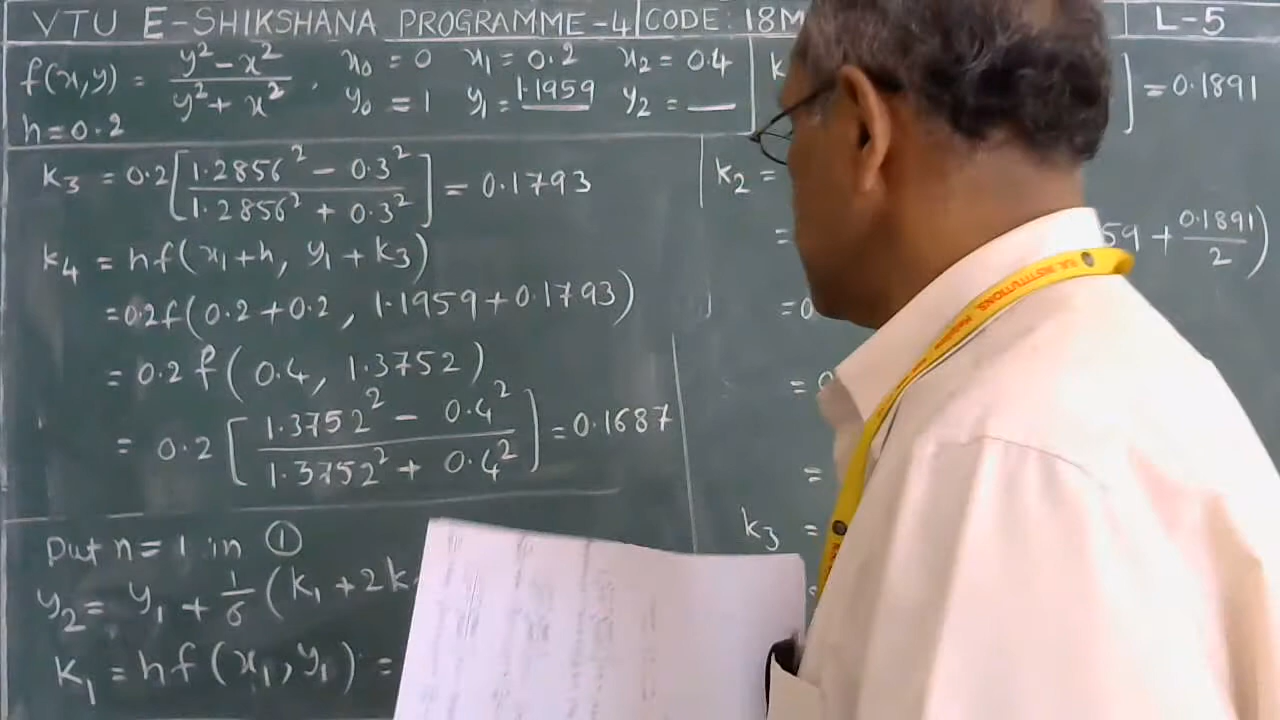 VTU E-SHIKSHANA PROGRAMME-4 CODE: 18M L-5
f(x,y) = (y² - x²)/(y² + x²), x₀ = 0 x₁ = 0.2 x₂ = 0.4
y₀ = 1 y₁ = 1.1959 y₂ = __
h = 0.2
k₃ = 0.2[(1.2856² - 0.3²)/(1.2856² + 0.3²)] = 0.1793
k₄ = hf(x₁+h, y₁+k₃)
= 0.2f(0.2+0.2, 1.1959+0.1793)
= 0.2 f(0.4, 1.3752)
= 0.2 [(1.3752² - 0.4²)/(1.3752² + 0.4²)] = 0.1687
Put n = 1 in ①
y₂ = y₁ + 1/6 (k₁ + 2k
k₁ = hf(x₁, y₁) =
k ] = 0.1891
k₂ =
= 59 + 0.1891/2)
= 0
= 0
=
k₃ =
=
R.R. INSTITUTIONS